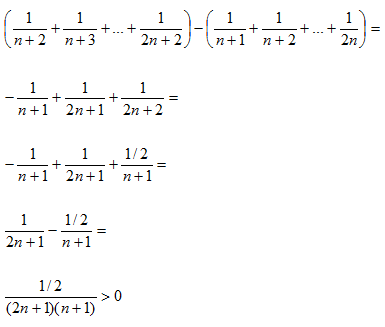 (1/(n+2) + 1/(n+3) + ... + 1/(2n+2)) − (1/(n+1) + 1/(n+2) + ... + 1/(2n)) =
− 1/(n+1) + 1/(2n+1) + 1/(2n+2) =
− 1/(n+1) + 1/(2n+1) + (1/2)/(n+1) =
1/(2n+1) − (1/2)/(n+1) =
(1/2)/((2n+1)(n+1)) > 0